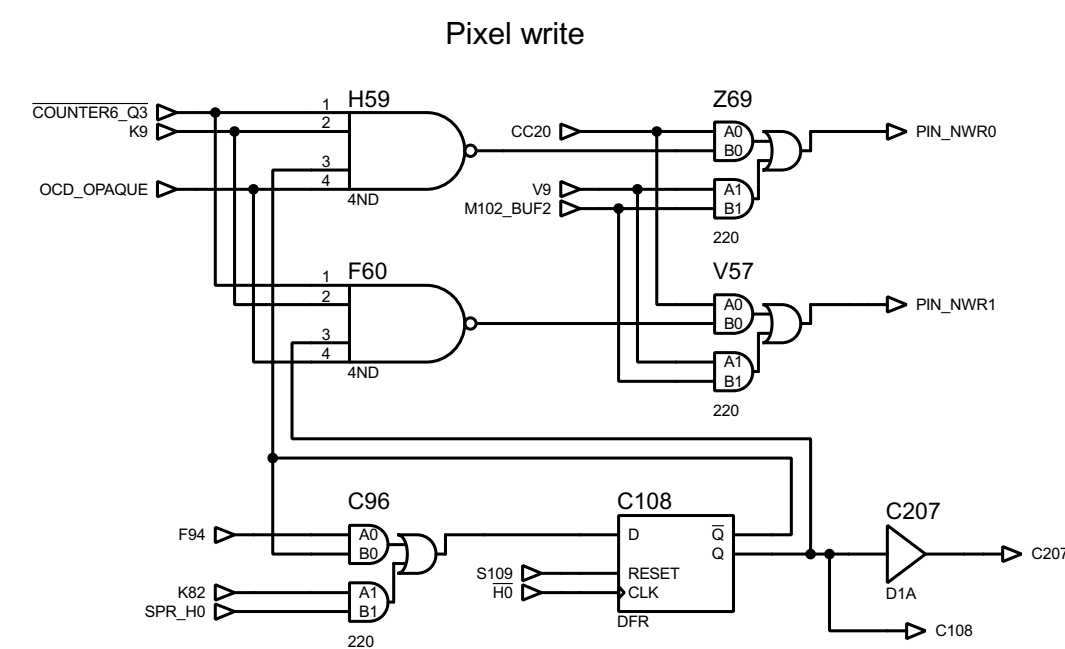 Pixel write
H59
Z69
COUNTER6_Q3
1
K9
2
CC20
A0
B0
PIN_NWR0
3
OCD_OPAQUE
4
V9
A1
M102_BUF2
B1
4ND
220
F60
V57
1
2
A0
B0
PIN_NWR1
3
4
A1
B1
4ND
220
C96
C108
C207
F94
A0
B0
D
Q
Q
C207
K82
A1
SPR_H0
B1
S109
RESET
H0
CLK
D1A
220
DFR
C108